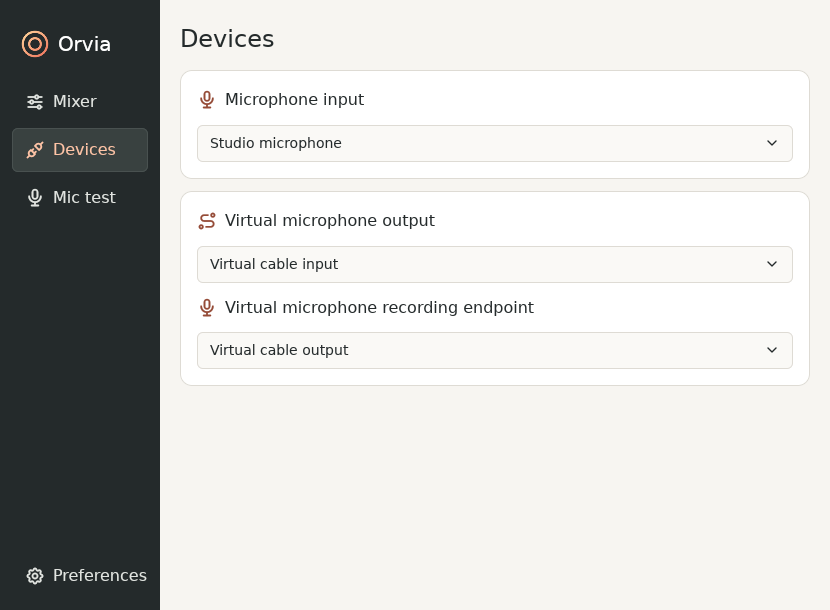 Orvia
Mixer
Devices
Mic test
Preferences
Devices
Microphone input
Studio microphone
Virtual microphone output
Virtual cable input
Virtual microphone recording endpoint
Virtual cable output